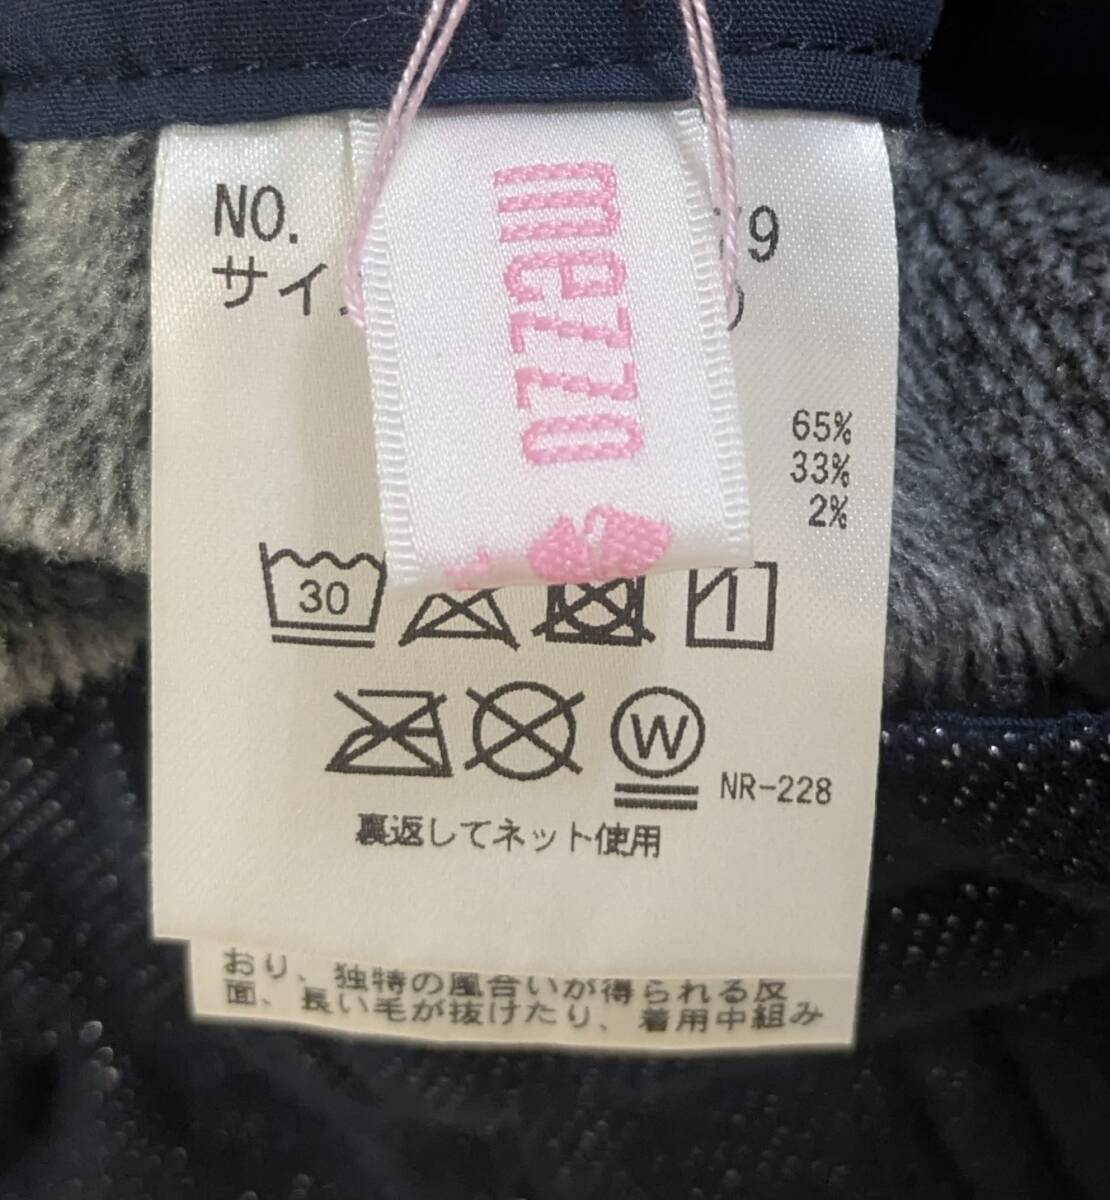 NO. 79
サイ
mezzo
65%
33%
2%
30
W
NR-228
裏返してネット使用
おり、独特の風合いが得られる反
面、長い毛が抜けたり、着用中組み